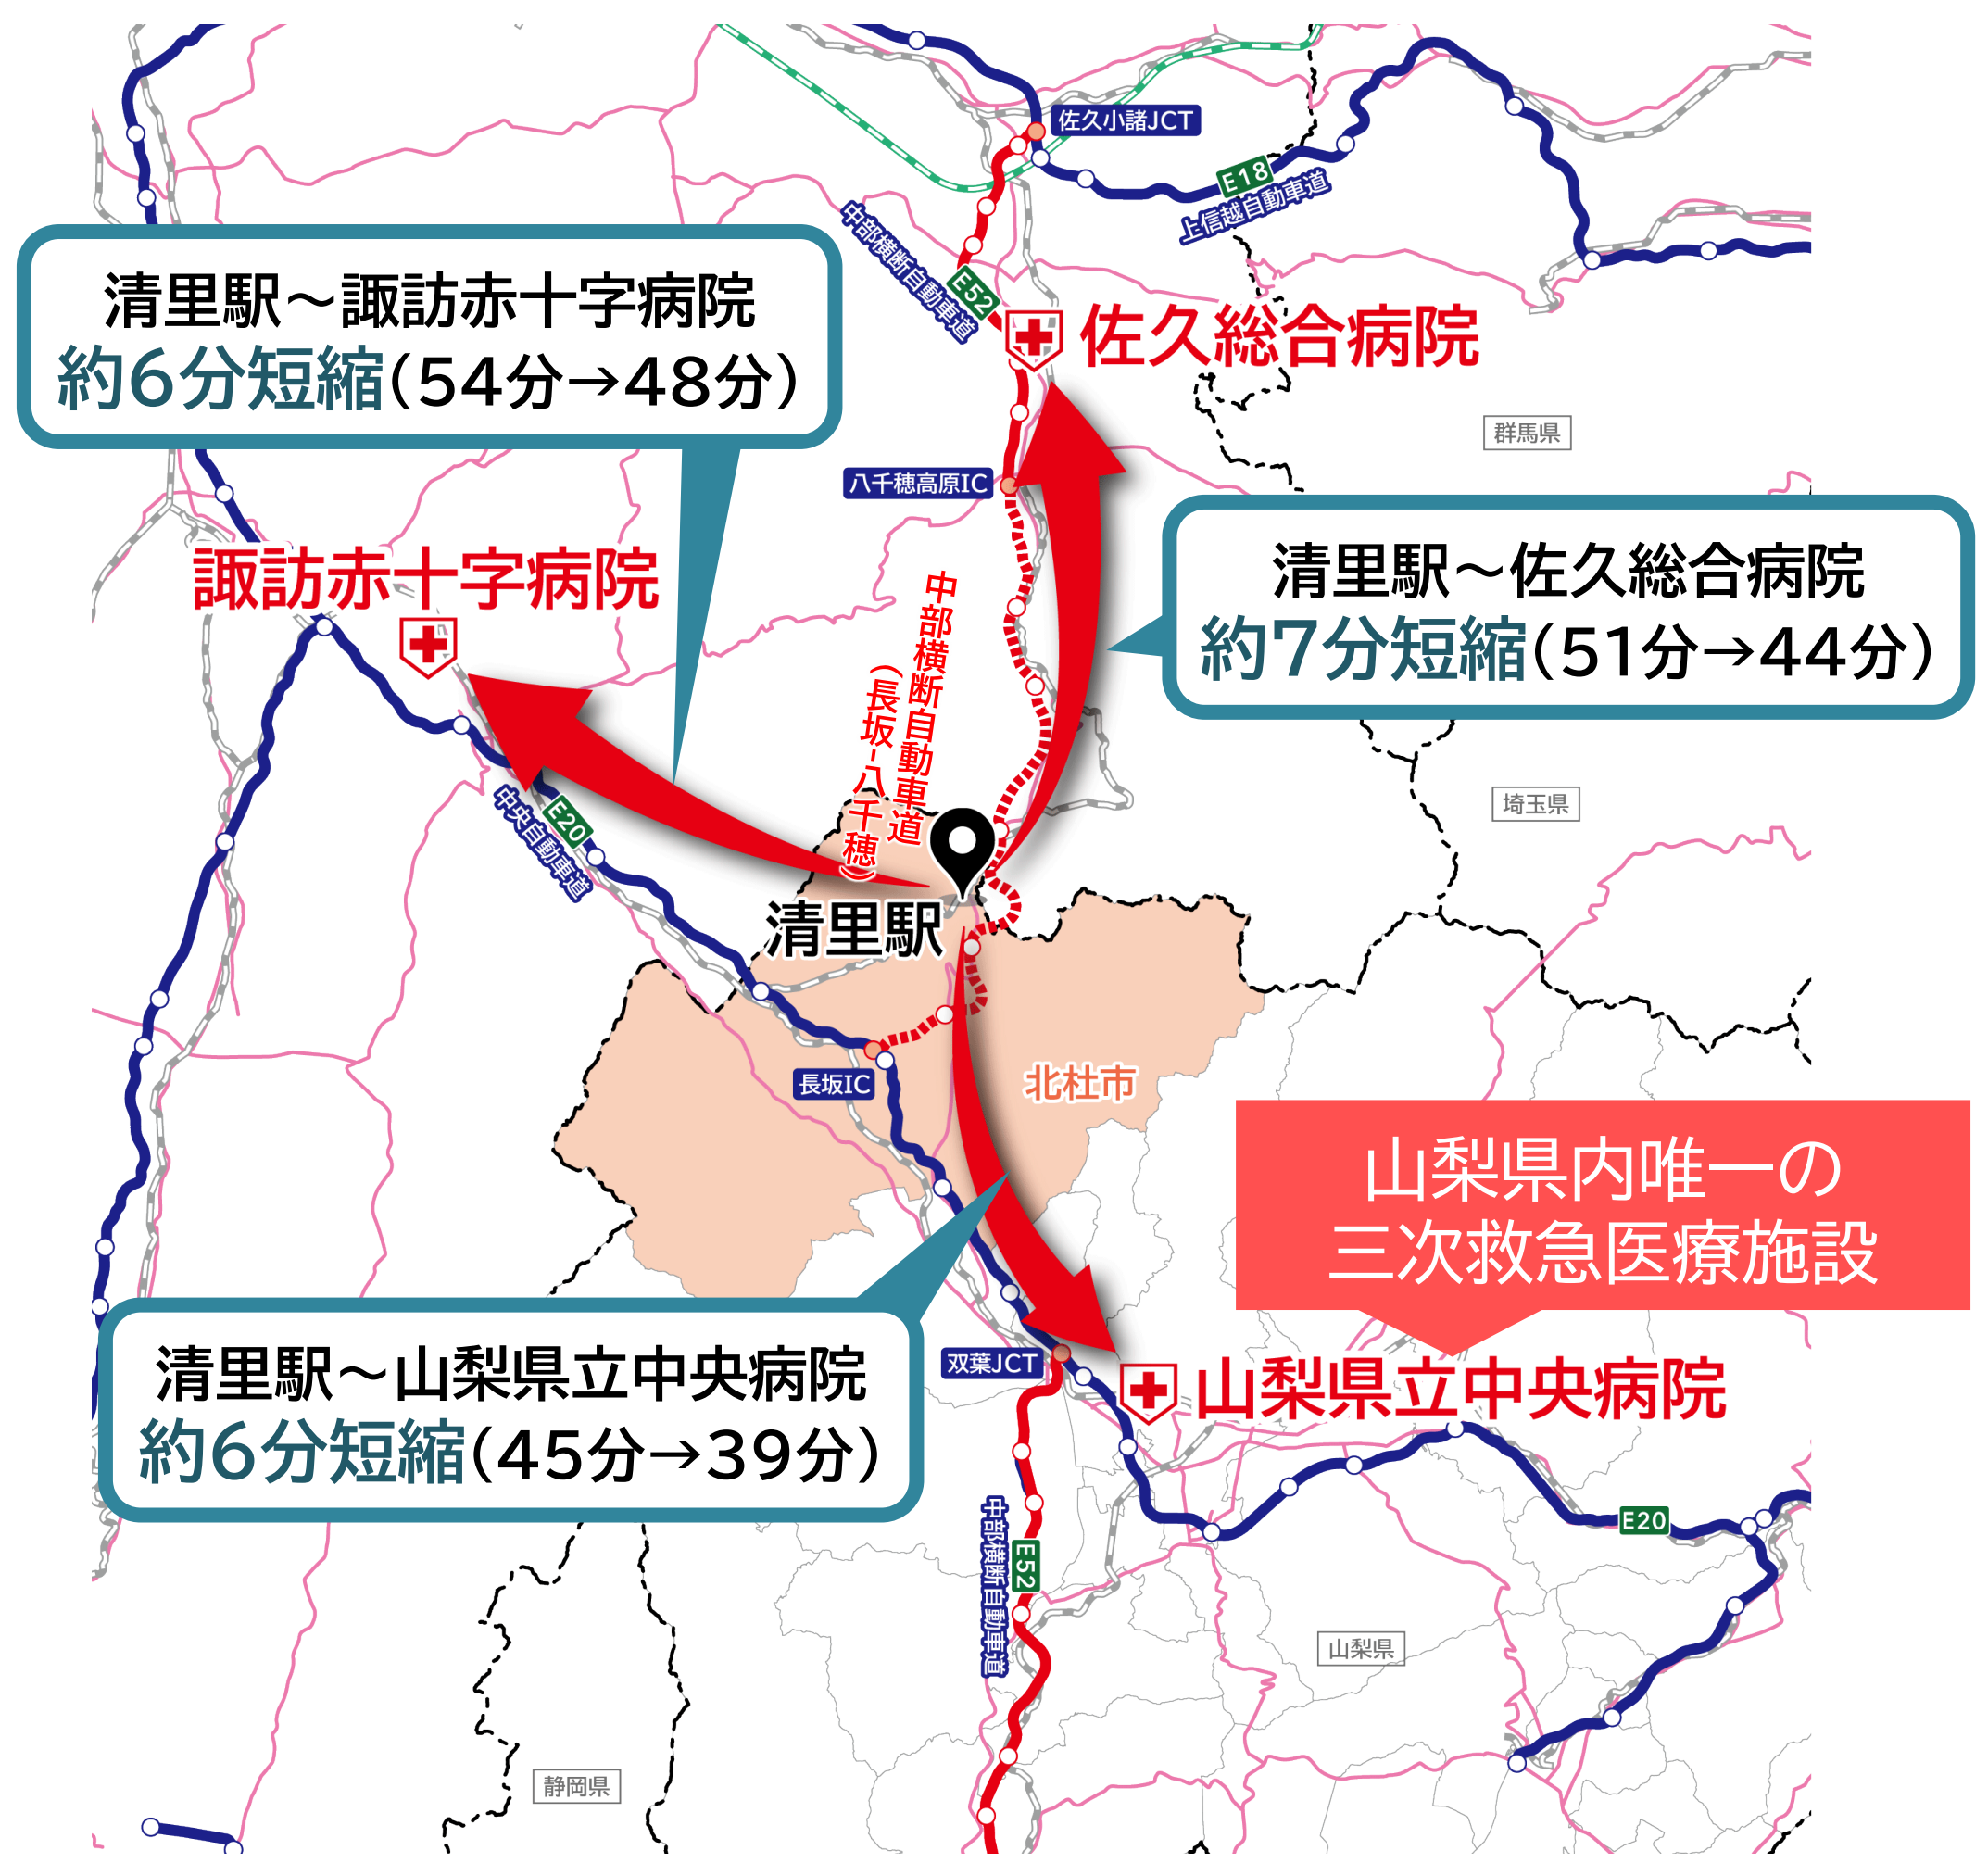 佐久小諸JCT
E18
上信越自動車道
中部横断自動車道
E52
清里駅～諏訪赤十字病院
約6分短縮(54分→48分)
佐久総合病院
群馬県
八千穂高原IC
清里駅～佐久総合病院
約7分短縮(51分→44分)
諏訪赤十字病院
中部横断自動車道
(長坂-八千穂)
埼玉県
E20
中央自動車道
清里駅
長坂IC
北杜市
山梨県内唯一の
三次救急医療施設
清里駅～山梨県立中央病院
約6分短縮(45分→39分)
双葉JCT
山梨県立中央病院
E20
中部横断自動車道
E52
山梨県
静岡県